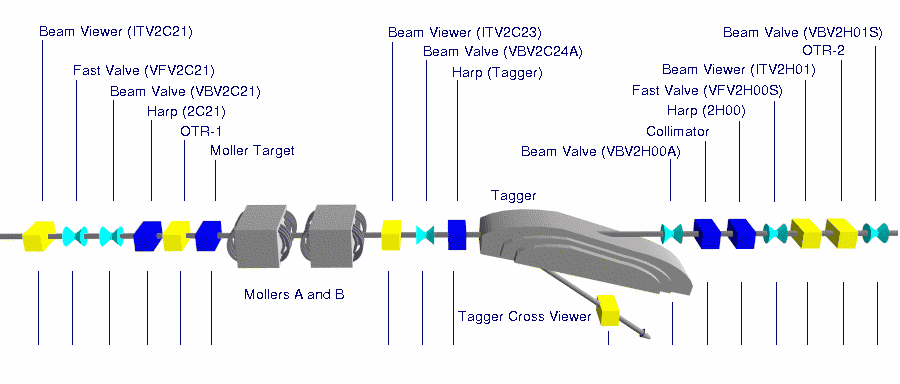 Beam Viewer (ITV2C21)
Fast Valve (VFV2C21)
Beam Valve (VBV2C21)
Harp (2C21)
OTR-1
Moller Target
Mollers A and B
Beam Viewer (ITV2C23)
Beam Valve (VBV2C24A)
Harp (Tagger)
Tagger
Tagger Cross Viewer
Beam Valve (VBV2H01S)
OTR-2
Beam Viewer (ITV2H01)
Fast Valve (VFV2H00S)
Harp (2H00)
Collimator
Beam Valve (VBV2H00A)